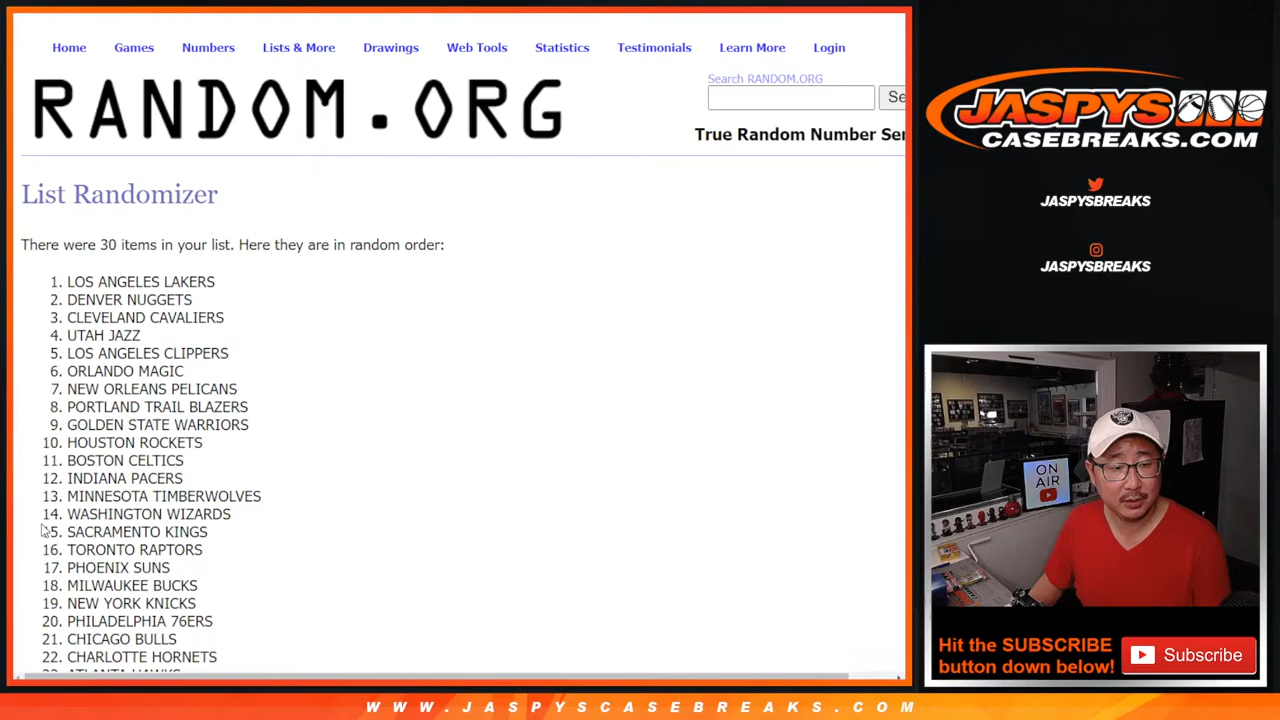 Home Games Numbers Lists & More Drawings Web Tools Statistics Testimonials Learn More Login
Search RANDOM.ORG
RANDOM.ORG
Se
True Random Number Ser
List Randomizer
There were 30 items in your list. Here they are in random order:
1. LOS ANGELES LAKERS
2. DENVER NUGGETS
3. CLEVELAND CAVALIERS
4. UTAH JAZZ
5. LOS ANGELES CLIPPERS
6. ORLANDO MAGIC
7. NEW ORLEANS PELICANS
8. PORTLAND TRAIL BLAZERS
9. GOLDEN STATE WARRIORS
10. HOUSTON ROCKETS
11. BOSTON CELTICS
12. INDIANA PACERS
13. MINNESOTA TIMBERWOLVES
14. WASHINGTON WIZARDS
15. SACRAMENTO KINGS
16. TORONTO RAPTORS
17. PHOENIX SUNS
18. MILWAUKEE BUCKS
19. NEW YORK KNICKS
20. PHILADELPHIA 76ERS
21. CHICAGO BULLS
22. CHARLOTTE HORNETS
JASPYS
CASEBREAKS.COM
JASPYSBREAKS
JASPYSBREAKS
ON
AIR
Hit the SUBSCRIBE
button down below!
Subscribe
WWW.JASPYSCASEBREAKS.COM